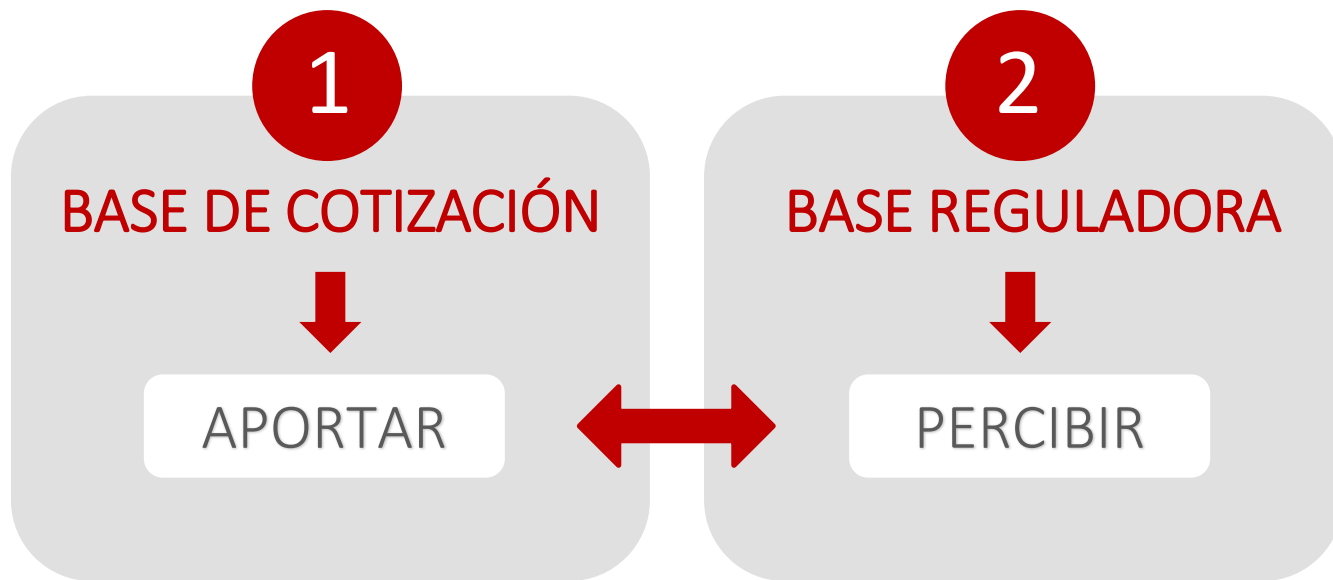 1
BASE DE COTIZACIÓN
APORTAR
2
BASE REGULADORA
PERCIBIR